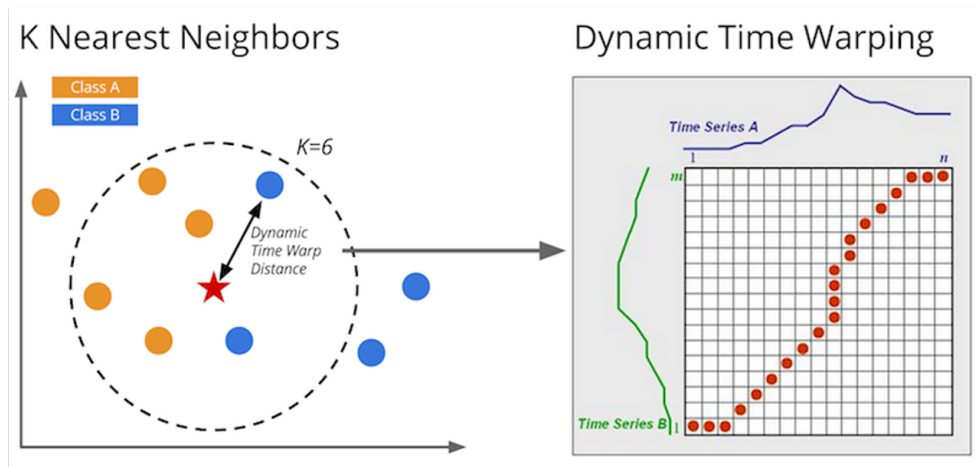 K Nearest Neighbors
Class A
Class B
K=6
Dynamic
Time Warp
Distance
Dynamic Time Warping
Time Series A
1
n
m
Time Series B
1